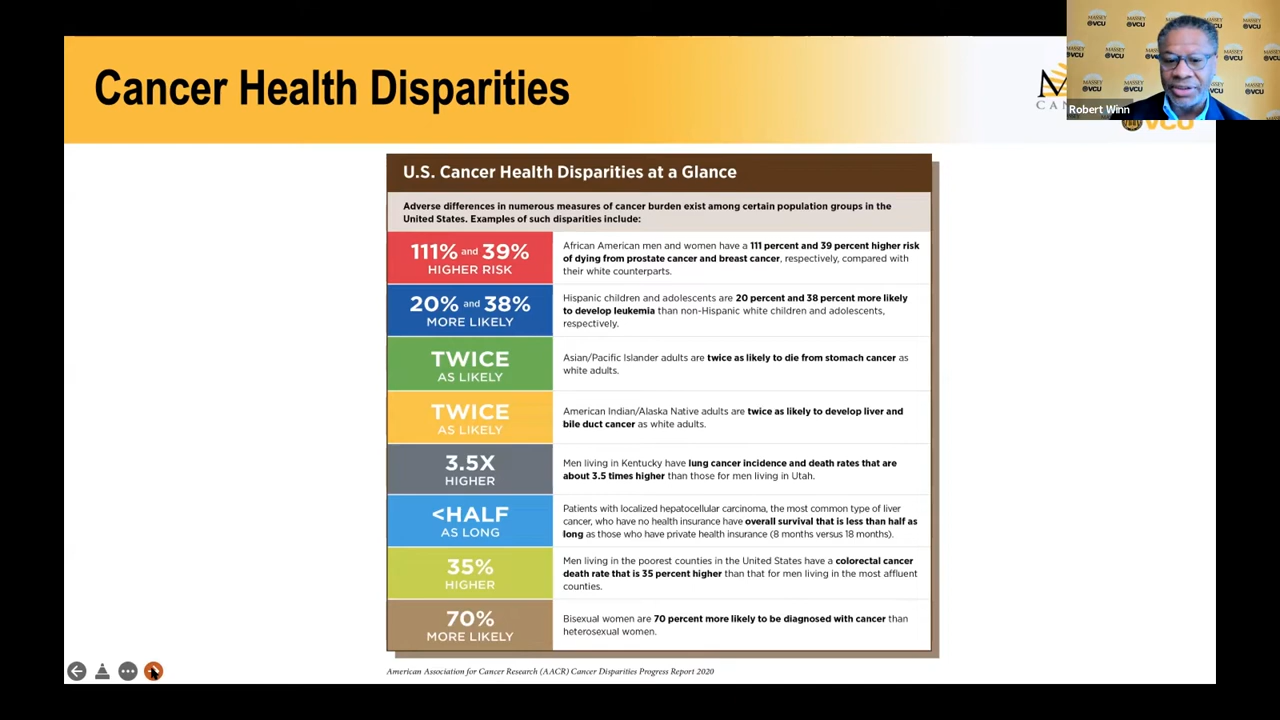 Cancer Health Disparities
MASSEY
@VCU
Robert Winn
U.S. Cancer Health Disparities at a Glance
Adverse differences in numerous measures of cancer burden exist among certain population groups in the
United States. Examples of such disparities include:
111% and 39%
HIGHER RISK
African American men and women have a 111 percent and 39 percent higher risk
of dying from prostate cancer and breast cancer, respectively, compared with
their white counterparts.
20% and 38%
MORE LIKELY
Hispanic children and adolescents are 20 percent and 38 percent more likely
to develop leukemia than non-Hispanic white children and adolescents,
respectively.
TWICE
AS LIKELY
Asian/Pacific Islander adults are twice as likely to die from stomach cancer as
white adults.
TWICE
AS LIKELY
American Indian/Alaska Native adults are twice as likely to develop liver and
bile duct cancer as white adults.
3.5X
HIGHER
Men living in Kentucky have lung cancer incidence and death rates that are
about 3.5 times higher than those for men living in Utah.
<HALF
AS LONG
Patients with localized hepatocellular carcinoma, the most common type of liver
cancer, who have no health insurance have overall survival that is less than half as
long as those who have private health insurance (8 months versus 18 months).
35%
HIGHER
Men living in the poorest counties in the United States have a colorectal cancer
death rate that is 35 percent higher than that for men living in the most affluent
counties.
70%
MORE LIKELY
Bisexual women are 70 percent more likely to be diagnosed with cancer than
heterosexual women.
American Association for Cancer Research (AACR) Cancer Disparities Progress Report 2020